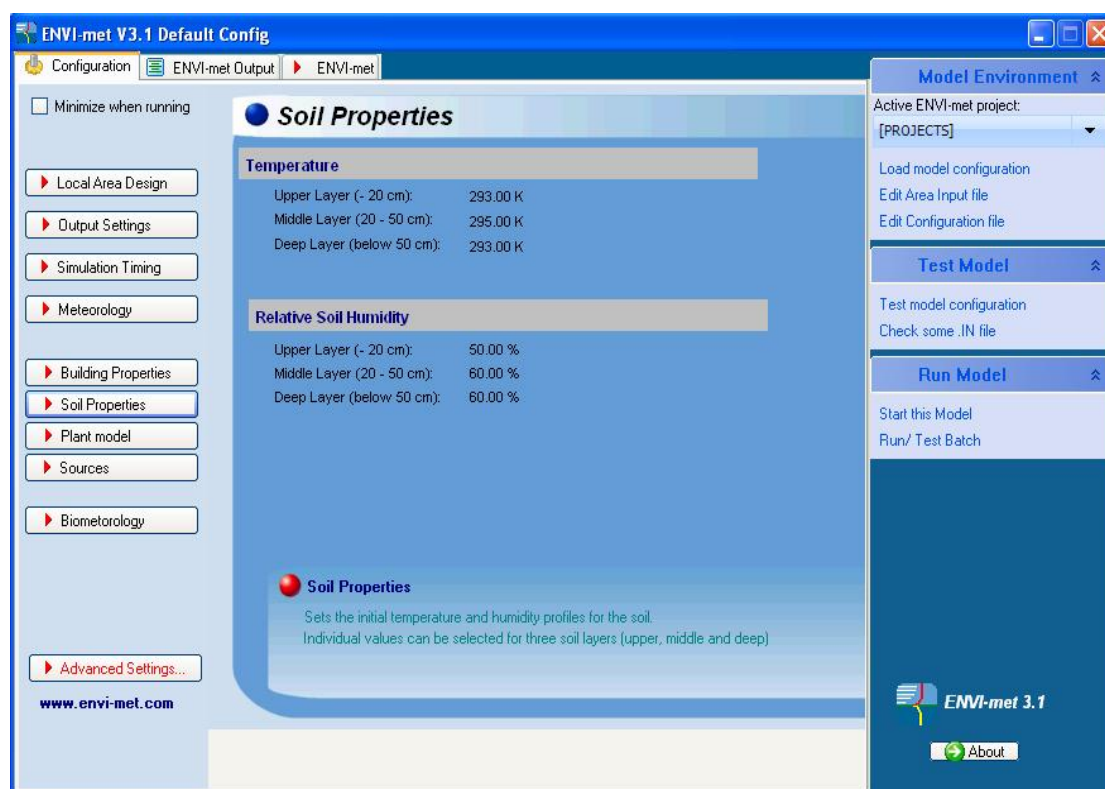 ENVI-met V3.1 Default Config
Configuration
ENVI-met Output
ENVI-met
Minimize when running
Local Area Design
Output Settings
Simulation Timing
Meteorology
Building Properties
Soil Properties
Plant model
Sources
Biometorology
Advanced Settings...
www.envi-met.com
Soil Properties
Temperature
Upper Layer (- 20 cm): 293.00 K
Middle Layer (20 - 50 cm): 295.00 K
Deep Layer (below 50 cm): 293.00 K
Relative Soil Humidity
Upper Layer (- 20 cm): 50.00 %
Middle Layer (20 - 50 cm): 60.00 %
Deep Layer (below 50 cm): 60.00 %
Soil Properties
Sets the initial temperature and humidity profiles for the soil.
Individual values can be selected for three soil layers (upper, middle and deep)
Model Environment
Active ENVI-met project:
[PROJECTS]
Load model configuration
Edit Area Input file
Edit Configuration file
Test Model
Test model configuration
Check some .IN file
Run Model
Start this Model
Run/ Test Batch
ENVI-met 3.1
About